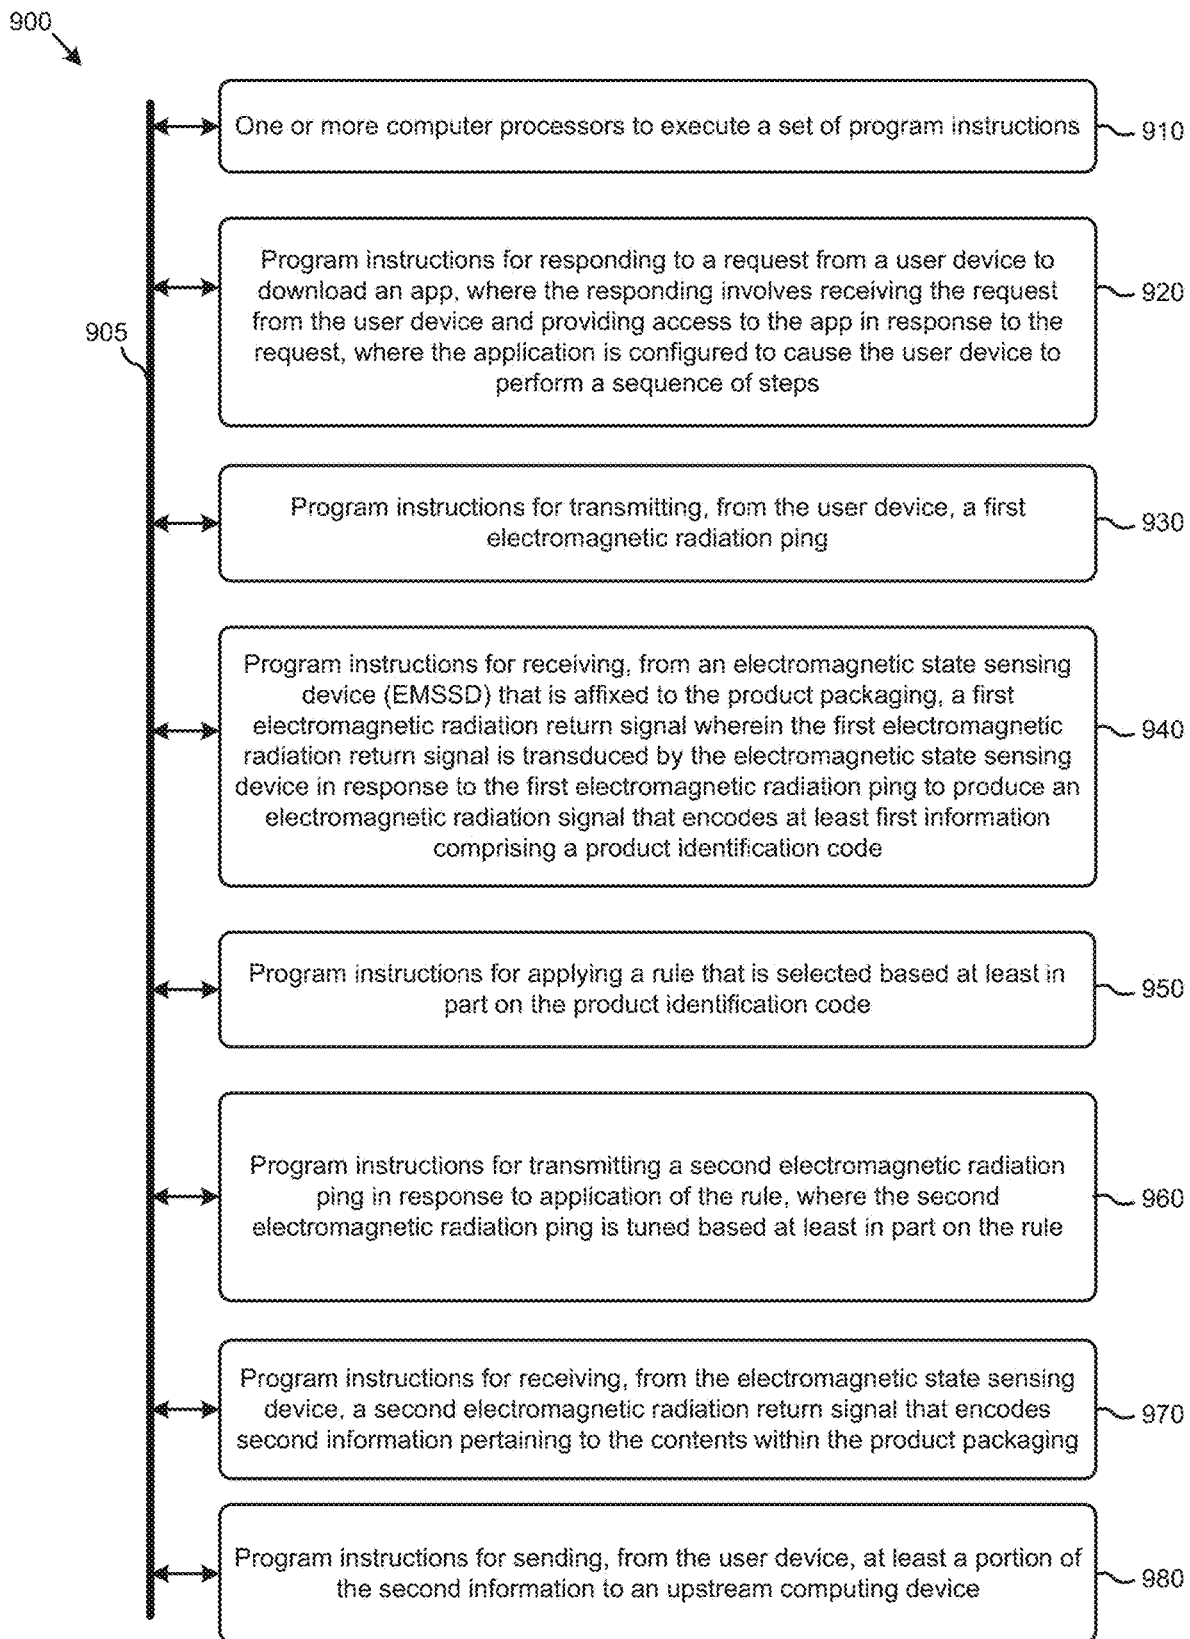 900
One or more computer processors to execute a set of program instructions
910
Program instructions for responding to a request from a user device to
download an app, where the responding involves receiving the request
from the user device and providing access to the app in response to the
request, where the application is configured to cause the user device to
perform a sequence of steps
920
905
Program instructions for transmitting, from the user device, a first
electromagnetic radiation ping
930
Program instructions for receiving, from an electromagnetic state sensing
device (EMSSD) that is affixed to the product packaging, a first
electromagnetic radiation return signal wherein the first electromagnetic
radiation return signal is transduced by the electromagnetic state sensing
device in response to the first electromagnetic radiation ping to produce an
electromagnetic radiation signal that encodes at least first information
comprising a product identification code
940
Program instructions for applying a rule that is selected based at least in
part on the product identification code
950
Program instructions for transmitting a second electromagnetic radiation
ping in response to application of the rule, where the second
electromagnetic radiation ping is tuned based at least in part on the rule
960
Program instructions for receiving, from the electromagnetic state sensing
device, a second electromagnetic radiation return signal that encodes
second information pertaining to the contents within the product packaging
970
Program instructions for sending, from the user device, at least a portion of
the second information to an upstream computing device
980